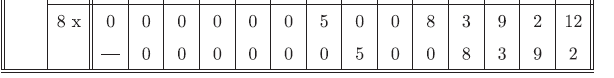 8 x 0 0 0 0 0 0 5 0 0 8 3 9 2 12
— 0 0 0 0 0 0 5 0 0 8 3 9 2